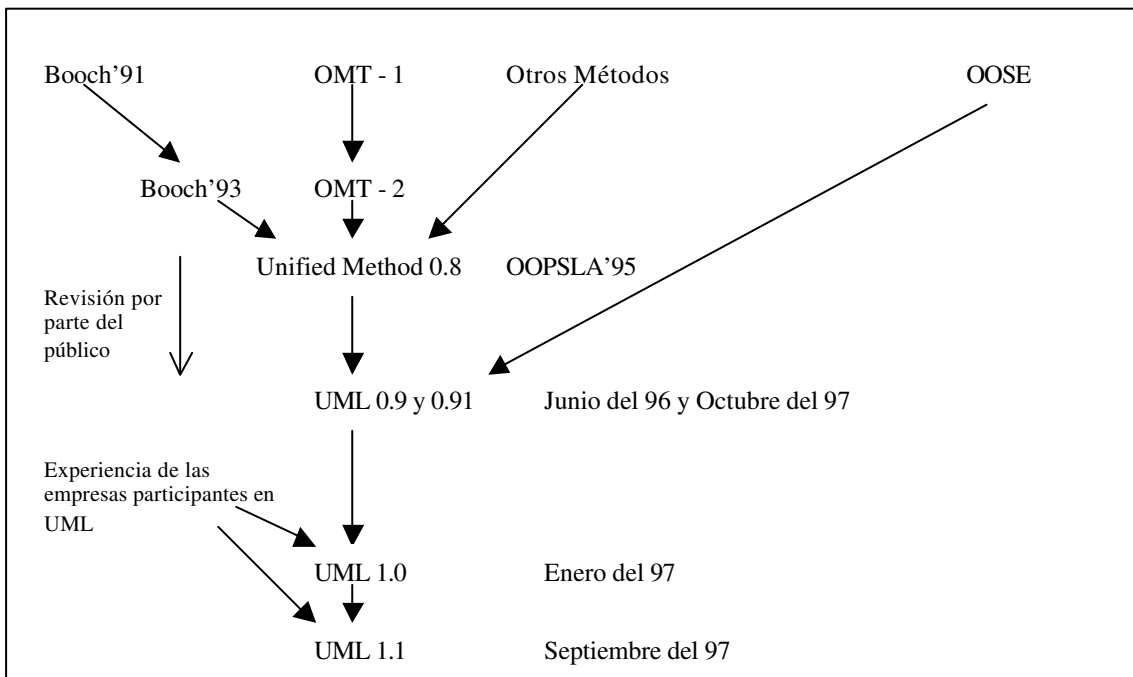 Booch’91
OMT - 1
Otros Métodos
OOSE
Booch’93
OMT - 2
Unified Method 0.8
OOPSLA’95
Revisión por
parte del
público
UML 0.9 y 0.91
Junio del 96 y Octubre del 97
Experiencia de las
empresas participantes en
UML
UML 1.0
Enero del 97
UML 1.1
Septiembre del 97